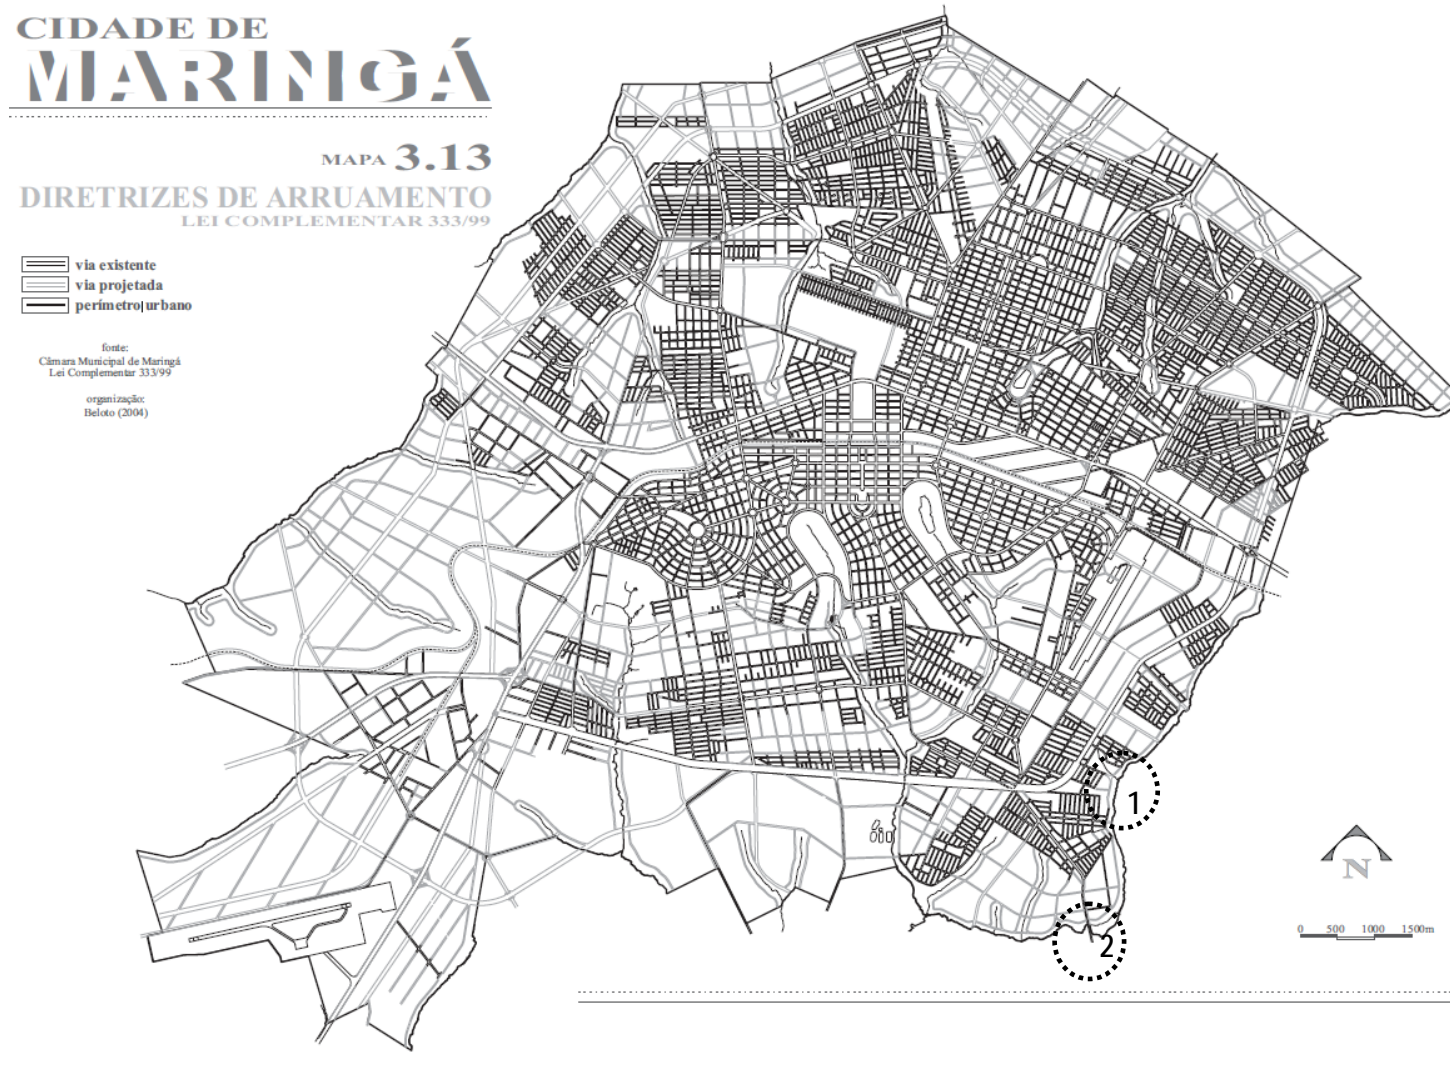 CIDADE DE
MARINGÁ
MAPA 3.13
DIRETRIZES DE ARRUAMENTO
LEI COMPLEMENTAR 333/99
via existente
via projetada
perímetro urbano
fonte:
Câmara Municipal de Maringá
Lei Complementar 333/99
organização:
Beloto (2004)
1
2
N
0 500 1000 1500m